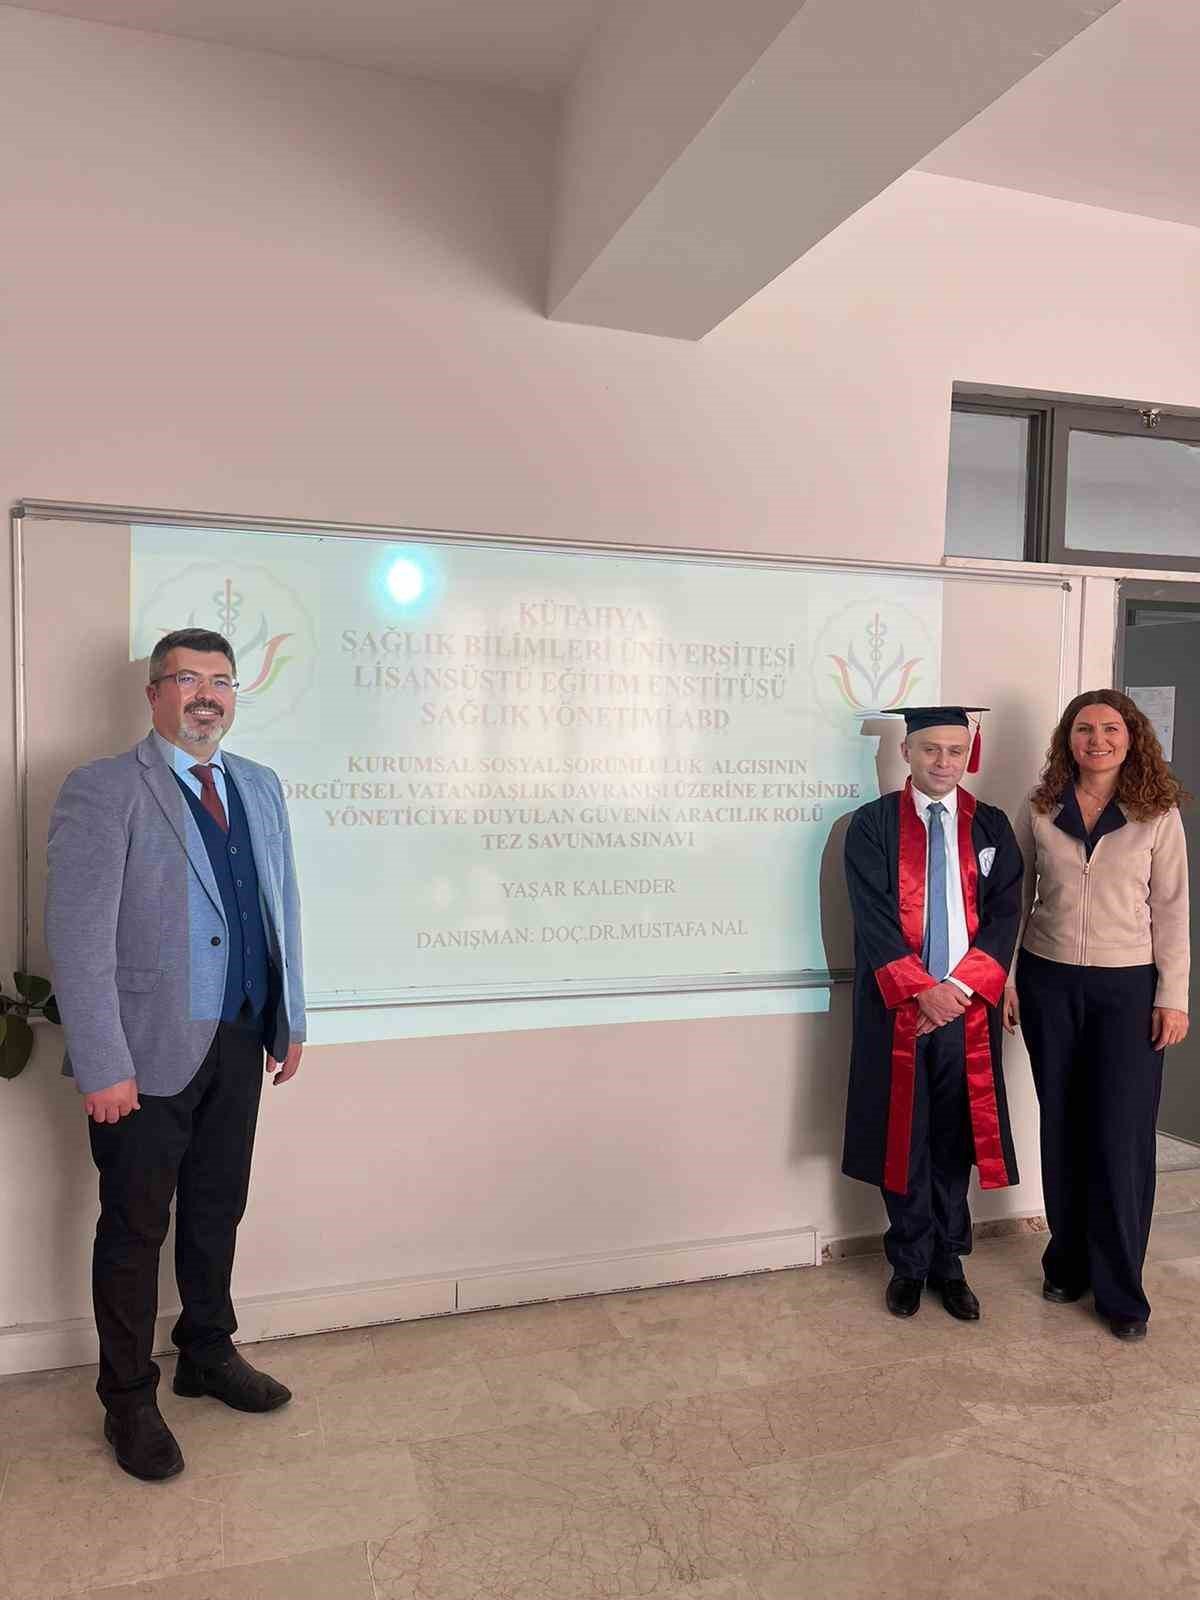 KÜTAHYA
SAĞLIK BİLİMLERİ ÜNİVERSİTESİ
LİSANSÜSTÜ EĞİTİM ENSTİTÜSÜ
SAĞLIK YÖNETİMİ ABD
KURUMSAL SOSYAL SORUMLULUK ALGISININ
ÖRGÜTSEL VATANDAŞLIK DAVRANIŞI ÜZERİNE ETKİSİNDE
YÖNETİCİYE DUYULAN GÜVENİN ARACILIK ROLÜ
TEZ SAVUNMA SINAVI
YAŞAR KALENDER
DANIŞMAN: DOÇ.DR.MUSTAFA NAL